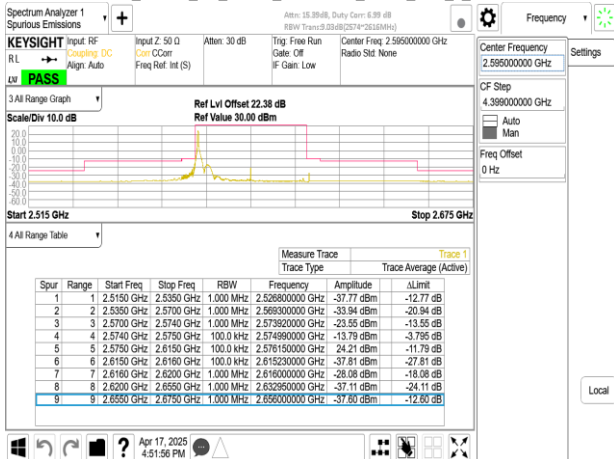 Spectrum Analyzer 1
Spurious Emissions
Attn: 15.39dB, Duty Corr: 6.99 dB
RBW Trans:9.03dB(2574~2615MHz)
Frequency
KEYSIGHT
Input: RF
Coupling: DC
Align: Auto
Input Z: 50 Ω
Corr CCorr
Freq Ref: Int (S)
Atten: 30 dB
Trig: Free Run
Gate: Off
IF Gain: Low
Center Freq: 2.595000000 GHz
Radio Std: None
RL
LXI
PASS
Center Frequency
2.595000000 GHz
Settings
CF Step
4.399000000 GHz
Auto
Man
Freq Offset
0 Hz
3 All Range Graph
Scale/Div 10.0 dB
Ref Lvl Offset 22.38 dB
Ref Value 30.00 dBm
20.0
10.0
0.00
-10.0
-20.0
-30.0
-40.0
-50.0
-60.0
Start 2.515 GHz
Stop 2.675 GHz
4 All Range Table
Measure Trace Trace 1
Trace Type Trace Average (Active)
Spur Range Start Freq Stop Freq RBW Frequency Amplitude ΔLimit
1 1 2.5150 GHz 2.5350 GHz 1.000 MHz 2.526800000 GHz -37.77 dBm -12.77 dB
2 2 2.5350 GHz 2.5700 GHz 1.000 MHz 2.569300000 GHz -33.94 dBm -20.94 dB
3 3 2.5700 GHz 2.5740 GHz 1.000 MHz 2.573920000 GHz -23.55 dBm -13.55 dB
4 4 2.5740 GHz 2.5750 GHz 100.0 kHz 2.574990000 GHz -13.79 dBm -3.795 dB
5 5 2.5750 GHz 2.6150 GHz 100.0 kHz 2.576150000 GHz 24.21 dBm -11.79 dB
6 6 2.6150 GHz 2.6160 GHz 100.0 kHz 2.615230000 GHz -37.81 dBm -27.81 dB
7 7 2.6160 GHz 2.6200 GHz 1.000 MHz 2.616000000 GHz -28.08 dBm -18.08 dB
8 8 2.6200 GHz 2.6550 GHz 1.000 MHz 2.632950000 GHz -37.11 dBm -24.11 dB
9 9 2.6550 GHz 2.6750 GHz 1.000 MHz 2.656000000 GHz -37.60 dBm -12.60 dB
Local
?
Apr 17, 2025
4:51:56 PM